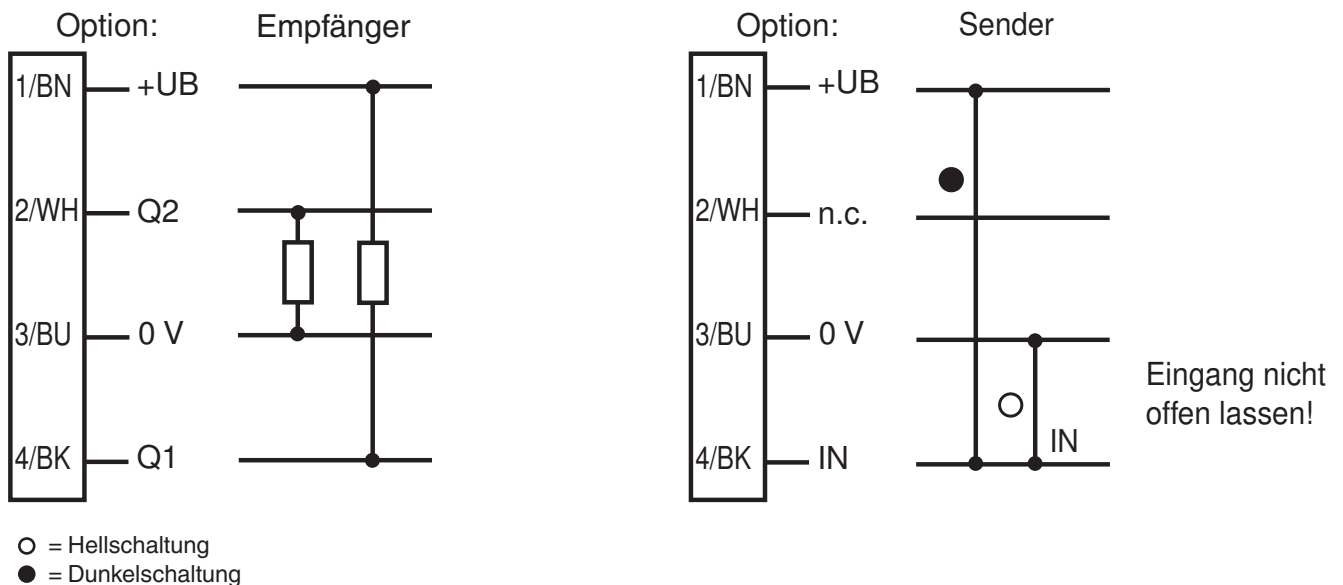 Option:
Empfänger
1/BN
+UB
2/WH
Q2
3/BU
0 V
4/BK
Q1
Option:
Sender
1/BN
+UB
2/WH
n.c.
3/BU
0 V
4/BK
IN
IN
Eingang nicht
offen lassen!
= Hellschaltung
= Dunkelschaltung